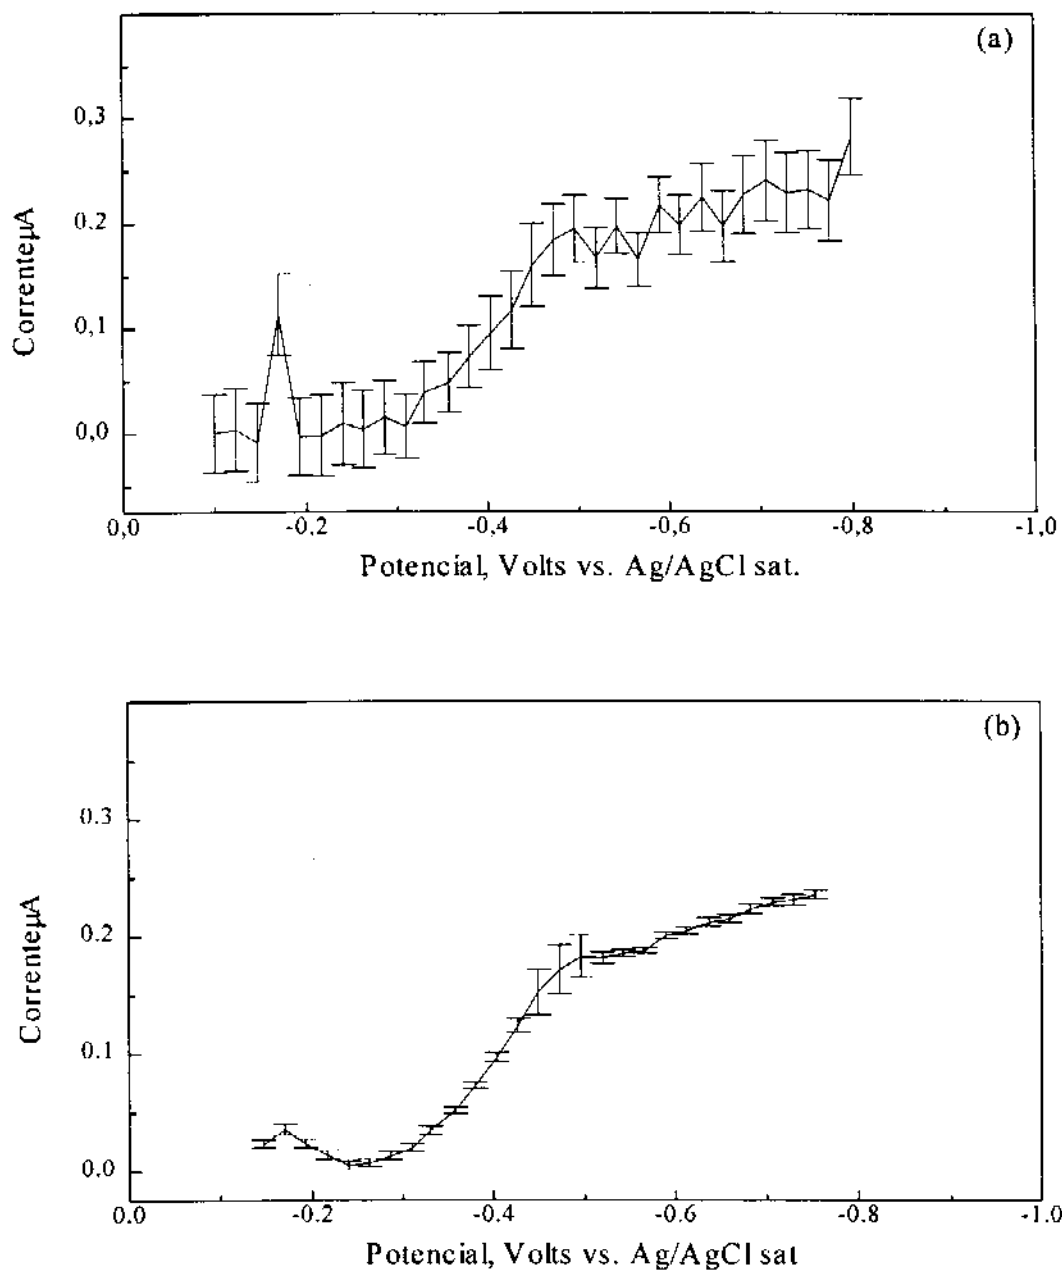 (a)
0,3
0,2
0,1
0,0
CorrenteµA
0,0 -0,2 -0,4 -0,6 -0,8 -1,0
Potencial, Volts vs. Ag/AgCl sat.
(b)
0.3
0.2
0.1
0.0
CorrenteµA
0.0 -0.2 -0.4 -0.6 -0.8 -1.0
Potencial, Volts vs. Ag/AgCl sat